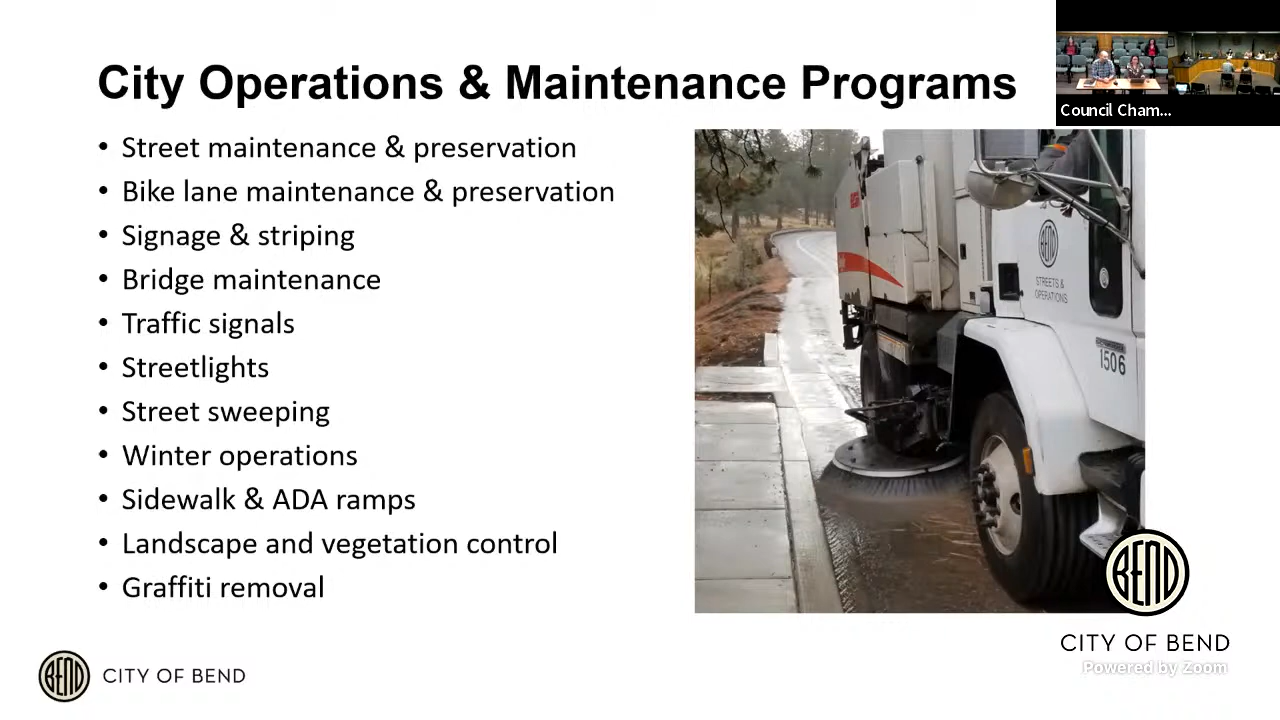 City Operations & Maintenance Programs
Council Cham...
• Street maintenance & preservation
• Bike lane maintenance & preservation
• Signage & striping
• Bridge maintenance
• Traffic signals
• Streetlights
• Street sweeping
• Winter operations
• Sidewalk & ADA ramps
• Landscape and vegetation control
• Graffiti removal
BEND
STREETS &
OPERATIONS
1506
BEND
CITY OF BEND
Powered by Zoom
BEND
CITY OF BEND